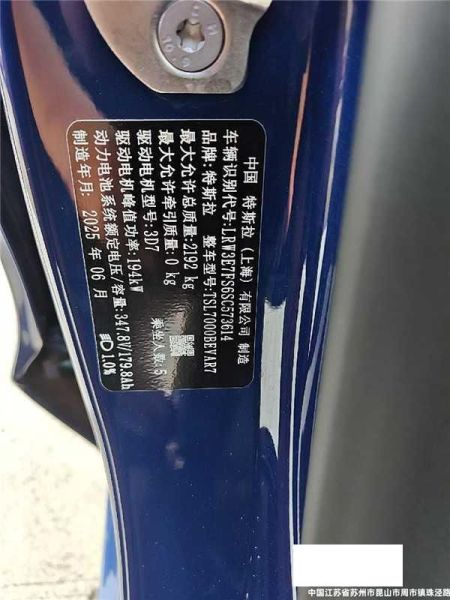 中国 特斯拉（上海）有限公司 制造
车辆识别代号:LRW3E7FS6SC573614
品牌:特斯拉 整车型号:TSL7000BEVAR7
最大允许总质量:2192 kg
最大允许牵引质量:0 kg
驱动电机型号:3D7 乘坐人数:5
驱动电机峰值功率:194kW
动力电池系统额定电压/容量:347.8V/179.8Ah
制造年月: 2025 年 06 月 1.0%
中国江苏省苏州市昆山市周市镇珠泾路